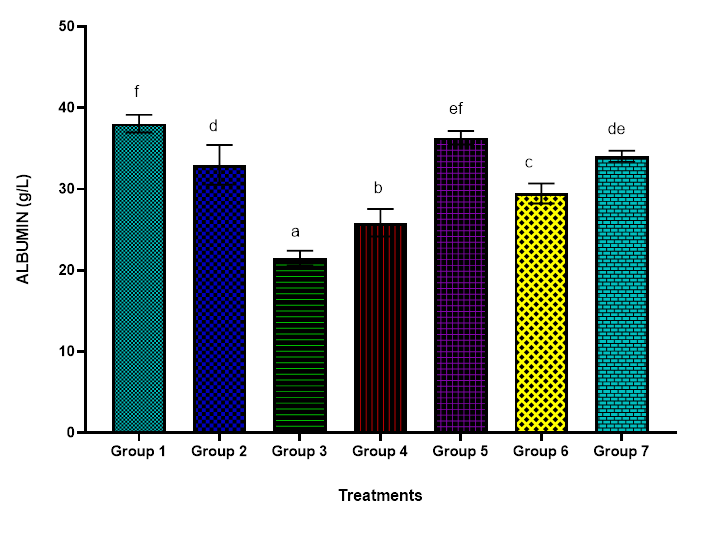 50
40
30
20
10
0
ALBUMIN (g/L)
f
d
a
b
ef
c
de
Group 1 Group 2 Group 3 Group 4 Group 5 Group 6 Group 7
Treatments